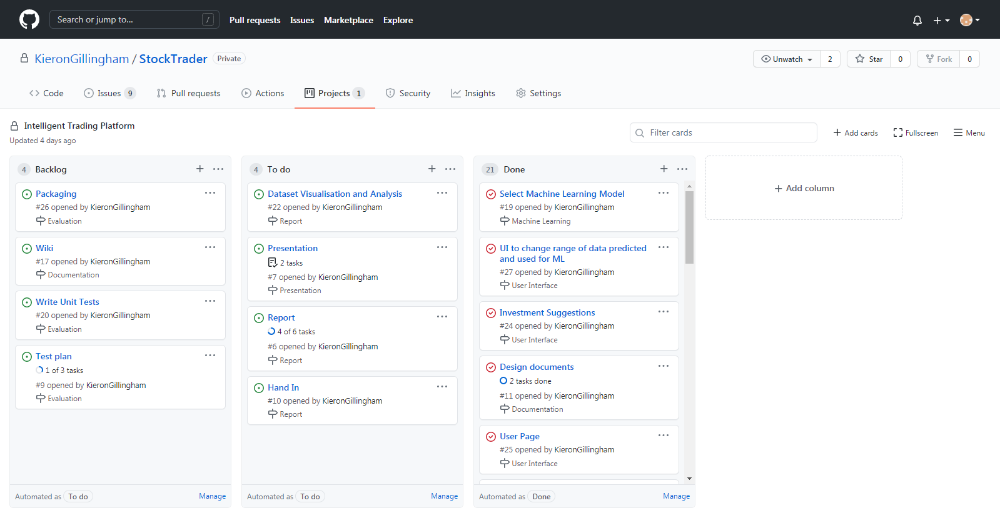 Search or jump to...
/
Pull requests
Issues
Marketplace
Explore
KieronGillingham / StockTrader
Private
Unwatch
2
Star
0
Fork
0
Code
Issues 9
Pull requests
Actions
Projects 1
Security
Insights
Settings
Intelligent Trading Platform
Updated 4 days ago
Filter cards
Add cards
Fullscreen
Menu
4 Backlog
Packaging
#26 opened by KieronGillingham
Evaluation
Wiki
#17 opened by KieronGillingham
Documentation
Write Unit Tests
#20 opened by KieronGillingham
Evaluation
Test plan
1 of 3 tasks
#9 opened by KieronGillingham
Evaluation
Automated as To do
Manage
4 To do
Dataset Visualisation and Analysis
#22 opened by KieronGillingham
Report
Presentation
2 tasks
#7 opened by KieronGillingham
Presentation
Report
4 of 6 tasks
#6 opened by KieronGillingham
Report
Hand In
#10 opened by KieronGillingham
Report
Automated as To do
Manage
21 Done
Select Machine Learning Model
#19 opened by KieronGillingham
Machine Learning
UI to change range of data predicted
and used for ML
#27 opened by KieronGillingham
User Interface
Investment Suggestions
#24 opened by KieronGillingham
User Interface
Design documents
2 tasks done
#11 opened by KieronGillingham
Documentation
User Page
#25 opened by KieronGillingham
User Interface
Automated as Done
Manage
Add column